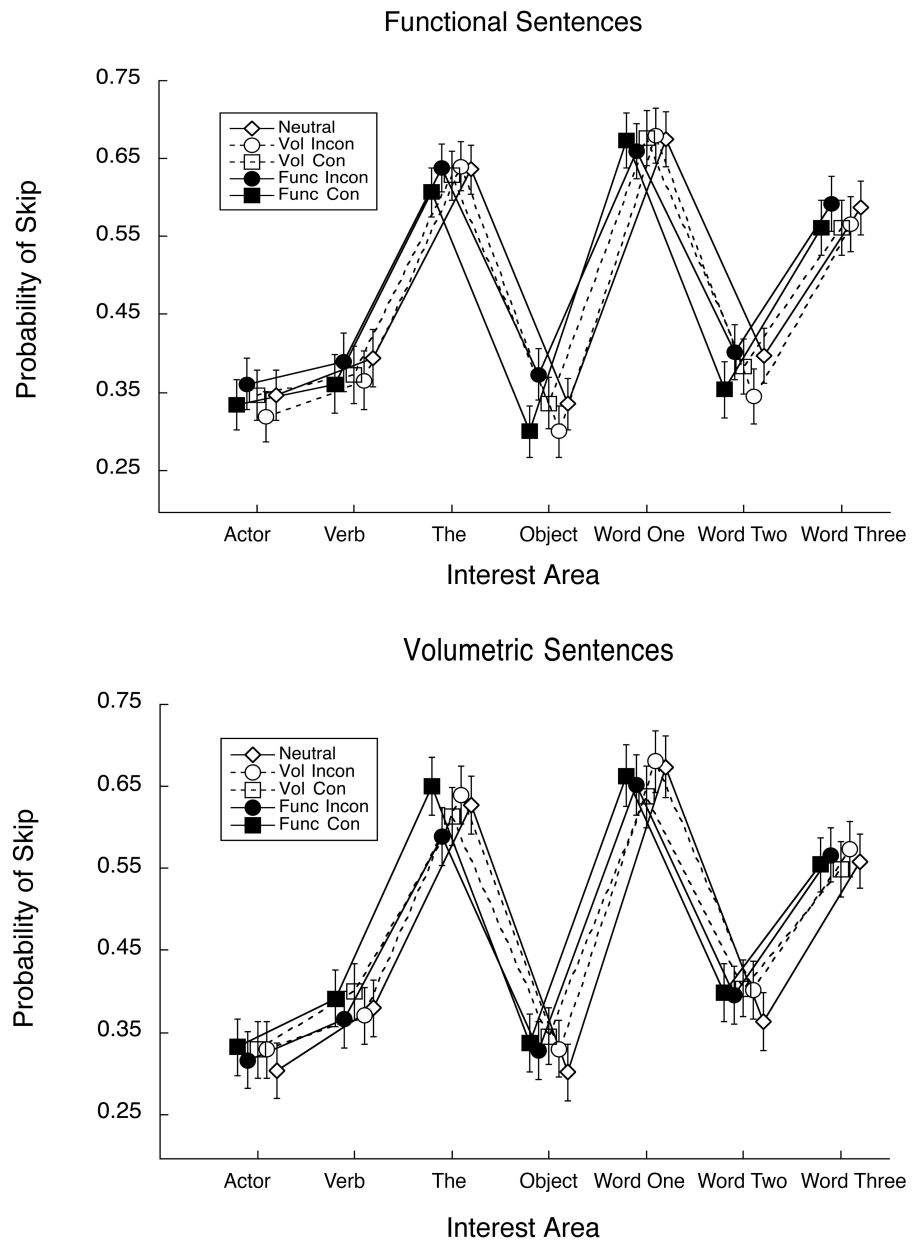 Functional Sentences
0.75
0.65
0.55
0.45
0.35
0.25
Probability of Skip
Neutral
Vol Incon
Vol Con
Func Incon
Func Con
Actor Verb The Object Word One Word Two Word Three
Interest Area
Volumetric Sentences
0.75
0.65
0.55
0.45
0.35
0.25
Probability of Skip
Neutral
Vol Incon
Vol Con
Func Incon
Func Con
Actor Verb The Object Word One Word Two Word Three
Interest Area